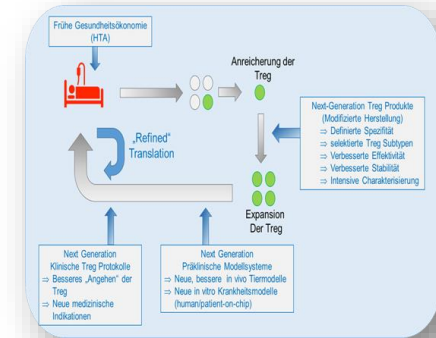 Frühe Gesundheitsökonomie
(HTA)
Anreicherung der
Treg
Next-Generation Treg Produkte
(Modifizierte Herstellung)
⇒ Definierte Spezifität
⇒ selektierte Treg Subtypen
⇒ Verbesserte Effektivität
⇒ Verbesserte Stabilität
⇒ Intensive Charakterisierung
„Refined"
Translation
Expansion
Der Treg
Next Generation
Klinische Treg Protokolle
⇒ Besseres „Angehen" der
Treg
⇒ Neue medizinische
Indikationen
Next Generation
Präklinische Modellsysteme
⇒ Neue, bessere in vivo Tiermodelle
⇒ Neue in vitro Krankheitsmodelle
(human/patient-on-chip)